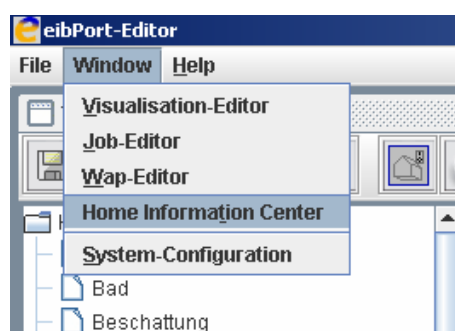 eibPort-Editor
File Window Help
Visualisation-Editor
Job-Editor
Wap-Editor
Home Information Center
System-Configuration
Bad
Beschattung